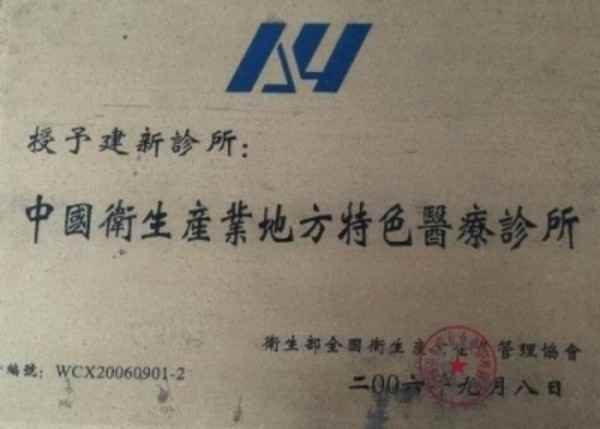 授予建新診所：
中國衛生産業地方特色醫療診所
衛生部全國衛生産業企業管理協會
編號：WCX20060901-2
二00六年九月八日